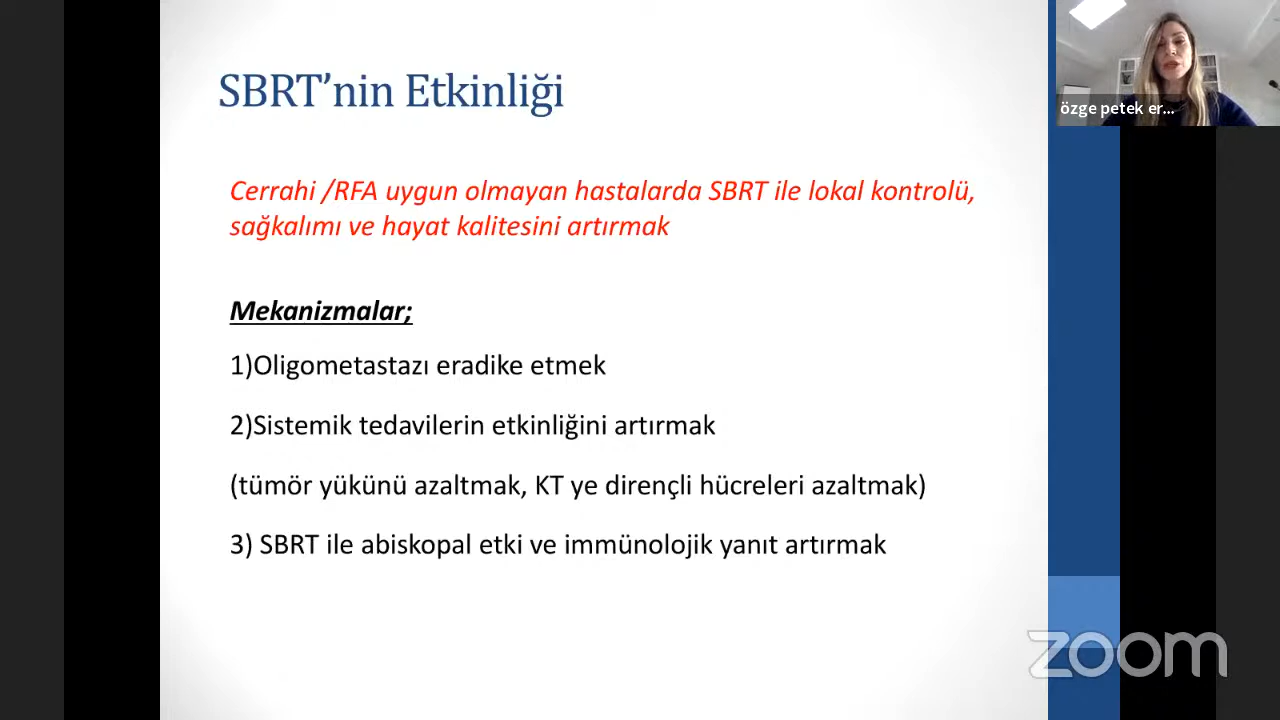 SBRT’nin Etkinliği
Cerrahi /RFA uygun olmayan hastalarda SBRT ile lokal kontrolü,
sağkalımı ve hayat kalitesini artırmak
Mekanizmalar;
1)Oligometastazı eradike etmek
2)Sistemik tedavilerin etkinliğini artırmak
(tümör yükünü azaltmak, KT ye dirençli hücreleri azaltmak)
3) SBRT ile abiskopal etki ve immünolojik yanıt artırmak
özge petek er...
zoom